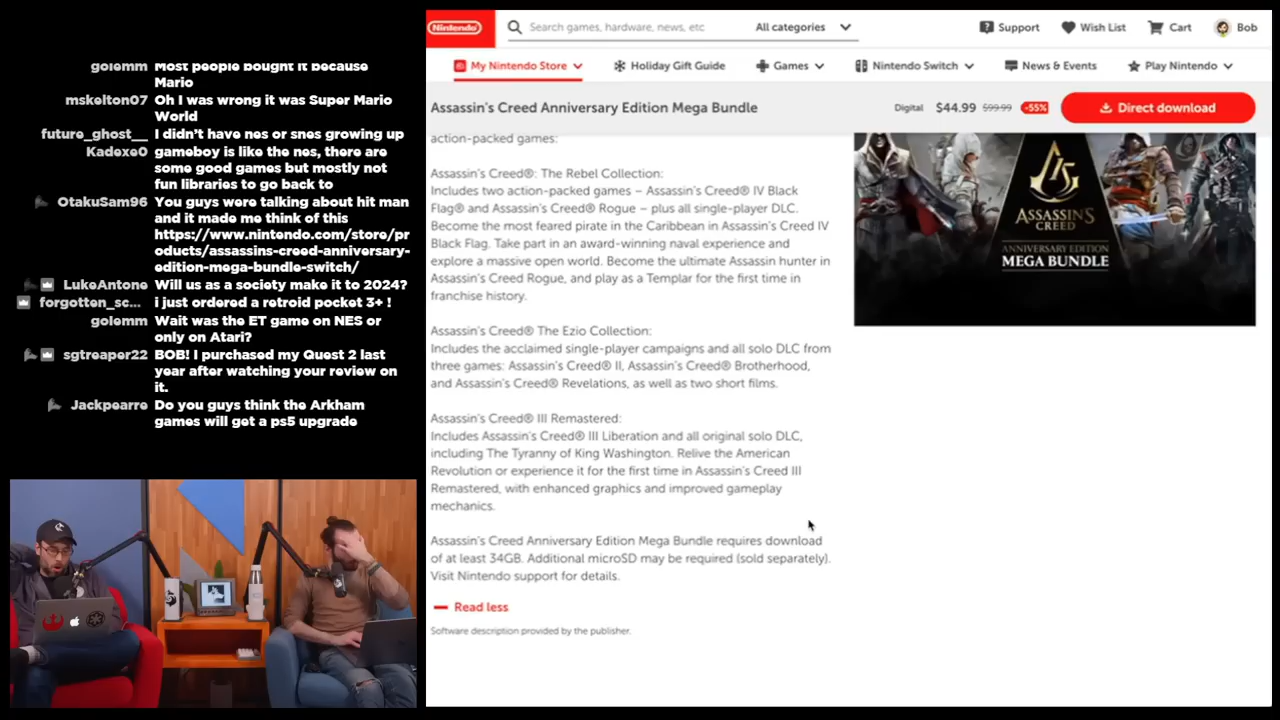 golemm Most people bought it because
Mario
mskelton07 Oh I was wrong it was Super Mario
World
future_ghost__ I didn't have nes or snes growing up
Kadexe0 gameboy is like the nes, there are
some good games but mostly not
fun libraries to go back to
OtakuSam96 You guys were talking about hit man
and it made me think of this
https://www.nintendo.com/store/pr
oducts/assassins-creed-anniversary-
edition-mega-bundle-switch/
LukeAntone Will us as a society make it to 2024?
forgotten_sc... i just ordered a retroid pocket 3+ !
golemm Wait was the ET game on NES or
only on Atari?
sgtreaper22 BOB! I purchased my Quest 2 last
year after watching your review on
it.
Jackpearre Do you guys think the Arkham
games will get a ps5 upgrade
Nintendo
Search games, hardware, news, etc
All categories
Support
Wish List
Cart
Bob
My Nintendo Store
Holiday Gift Guide
Games
Nintendo Switch
News & Events
Play Nintendo
Assassin's Creed Anniversary Edition Mega Bundle
Digital $44.99 $99.99 -55%
Direct download
action-packed games:
Assassin's Creed®: The Rebel Collection:
Includes two action-packed games – Assassin's Creed® IV Black
Flag® and Assassin's Creed® Rogue – plus all single-player DLC.
Become the most feared pirate in the Caribbean in Assassin's Creed IV
Black Flag. Take part in an award-winning naval experience and
explore a massive open world. Become the ultimate Assassin hunter in
Assassin's Creed Rogue, and play as a Templar for the first time in
franchise history.
Assassin's Creed® The Ezio Collection:
Includes the acclaimed single-player campaigns and all solo DLC from
three games: Assassin's Creed® II, Assassin's Creed® Brotherhood,
and Assassin's Creed® Revelations, as well as two short films.
Assassin's Creed® III Remastered:
Includes Assassin's Creed® III Liberation and all original solo DLC,
including The Tyranny of King Washington. Relive the American
Revolution or experience it for the first time in Assassin's Creed III
Remastered, with enhanced graphics and improved gameplay
mechanics.
Assassin's Creed Anniversary Edition Mega Bundle requires download
of at least 34GB. Additional microSD may be required (sold separately).
Visit Nintendo support for details.
Read less
Software description provided by the publisher.
15
ASSASSIN'S
CREED
ANNIVERSARY EDITION
MEGA BUNDLE